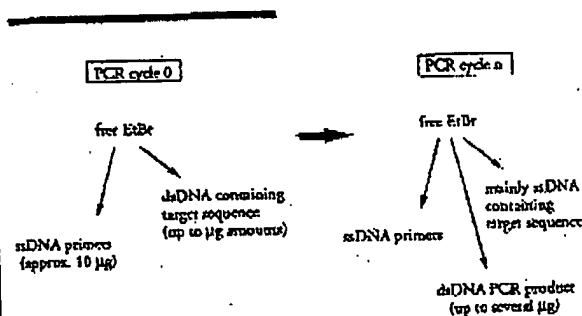 PCR cycle 0
free EtBr
dsDNA containing
target sequence
(up to µg amounts)
ssDNA primers
(approx. 10 µg)
PCR cycle n
free EtBr
mainly ssDNA
containing
target sequence
ssDNA primers
dsDNA PCR product
(up to several µg)